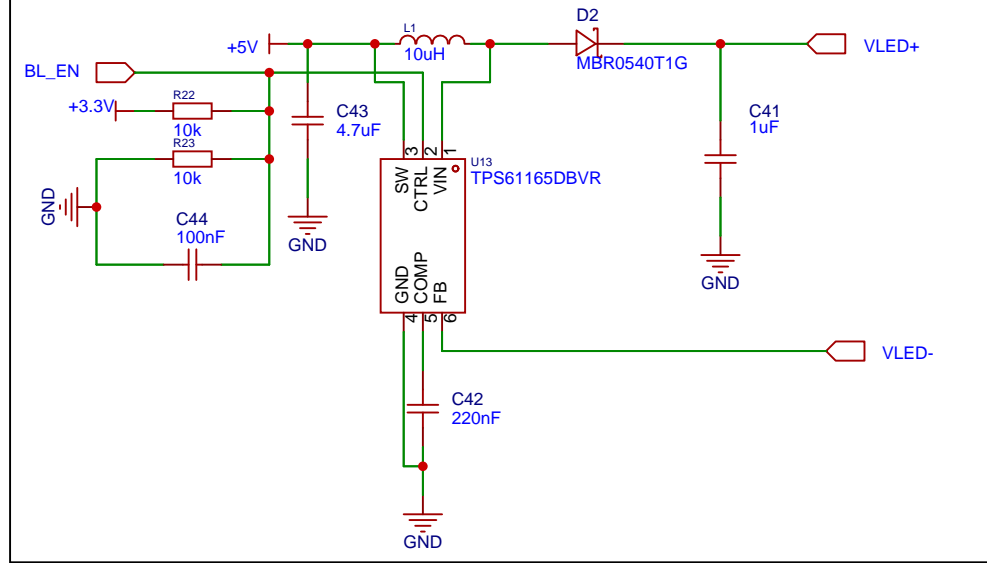 D2
L1
+5V
10uH
VLED+
MBR0540T1G
BL_EN
R22
+3.3V
10k
C43
4.7uF
C41
1uF
R23
10k
3
2
1
U13
TPS61165DBVR
SW
CTRL
VIN
GND
C44
100nF
GND
GND
GND
COMP
FB
4
5
6
VLED-
C42
220nF
GND